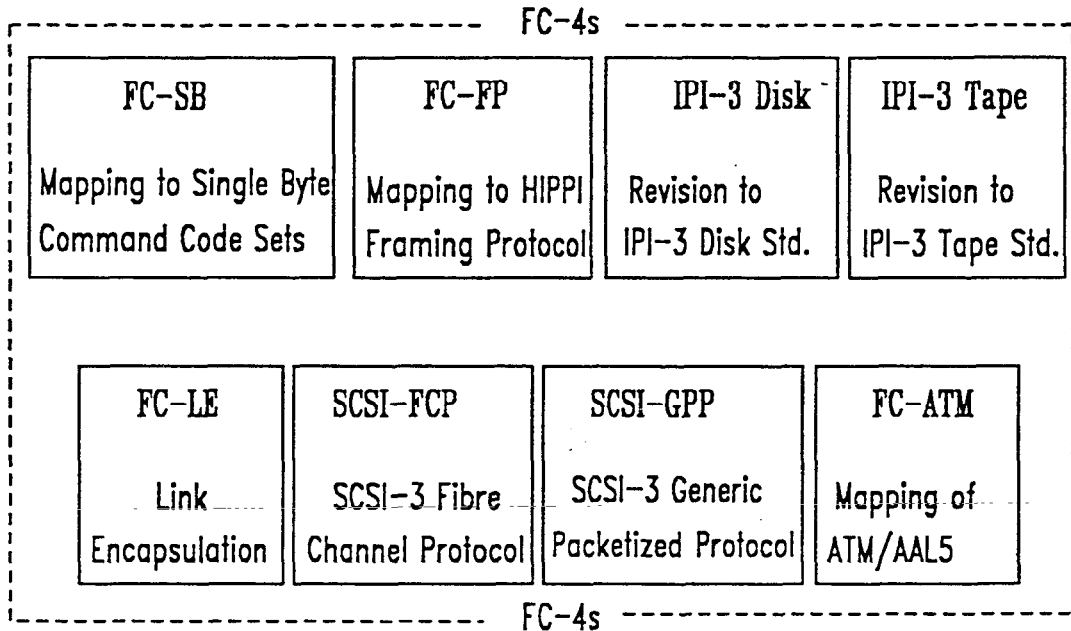 FC-4s
FC-SB
Mapping to Single Byte
Command Code Sets
FC-FP
Mapping to HIPPI
Framing Protocol
IPI-3 Disk
Revision to
IPI-3 Disk Std.
IPI-3 Tape
Revision to
IPI-3 Tape Std.
FC-LE
Link
Encapsulation
SCSI-FCP
SCSI-3 Fibre
Channel Protocol
SCSI-GPP
SCSI-3 Generic
Packetized Protocol
FC-ATM
Mapping of
ATM/AAL5
FC-4s